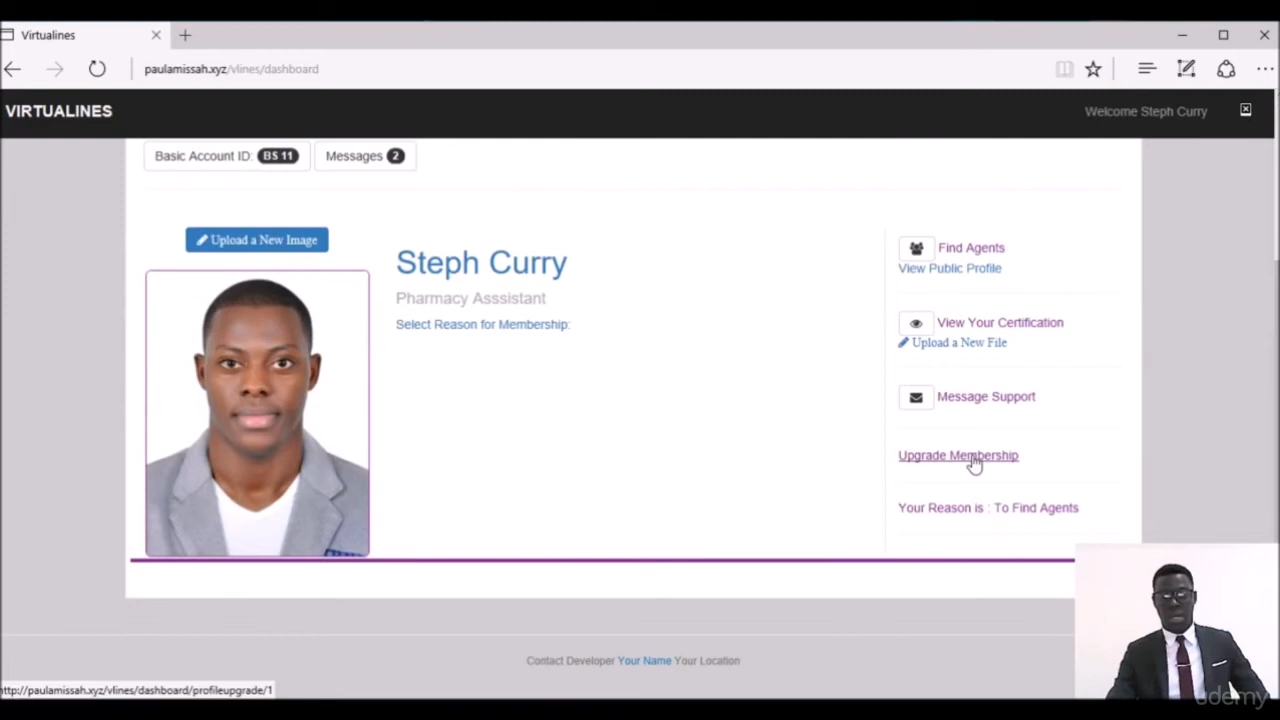 Virtualines
paulamissah.xyz/vlines/dashboard
VIRTUALINES
Welcome Steph Curry
Basic Account ID: BS 11
Messages 2
Upload a New Image
Steph Curry
Pharmacy Asssistant
Select Reason for Membership:
Find Agents
View Public Profile
View Your Certification
Upload a New File
Message Support
Upgrade Membership
Your Reason is : To Find Agents
Contact Developer Your Name Your Location
http://paulamissah.xyz/vlines/dashboard/profileupgrade/1
udemy